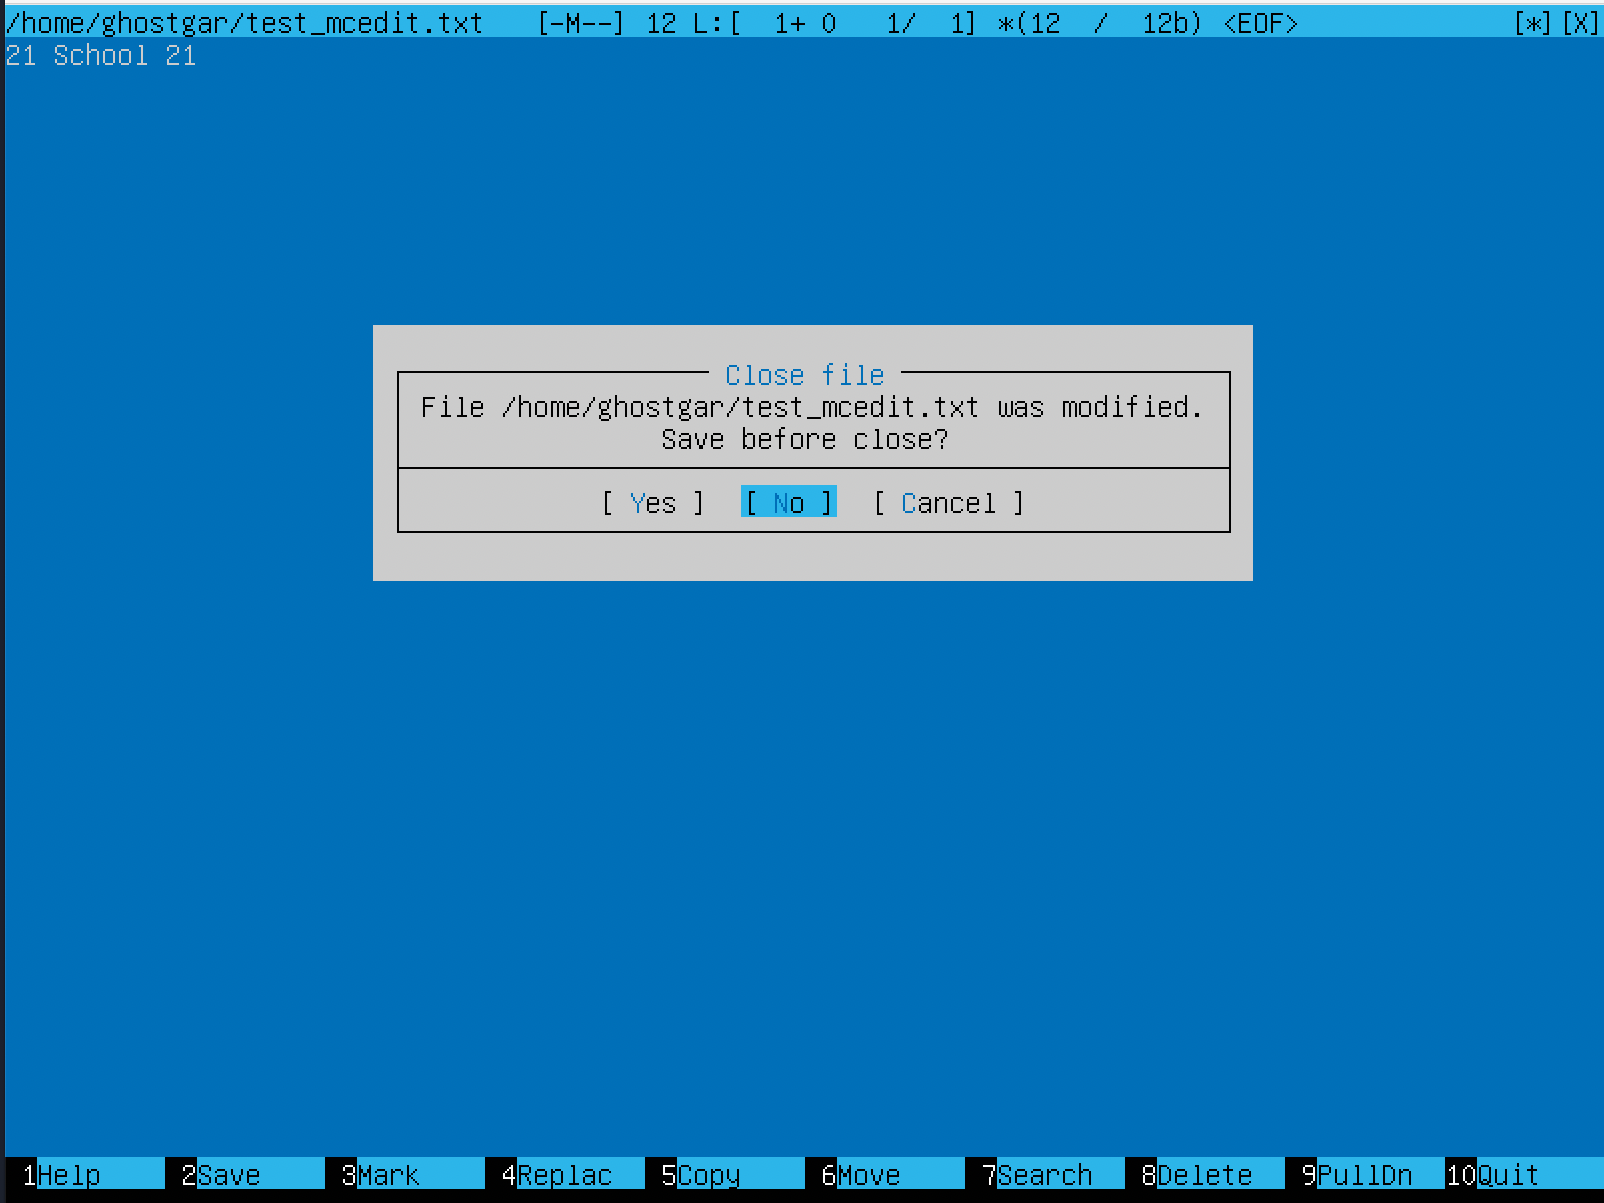 /home/ghostgar/test_mcedit.txt [-M--] 12 L:[ 1+ 0 1/ 1] *(12 / 12b) <EOF> [*][X]
21 School 21
Close file
File /home/ghostgar/test_mcedit.txt was modified.
Save before close?
[ Yes ] [ No ] [ Cancel ]
1Help 2Save 3Mark 4Replac 5Copy 6Move 7Search 8Delete 9PullDn 10Quit